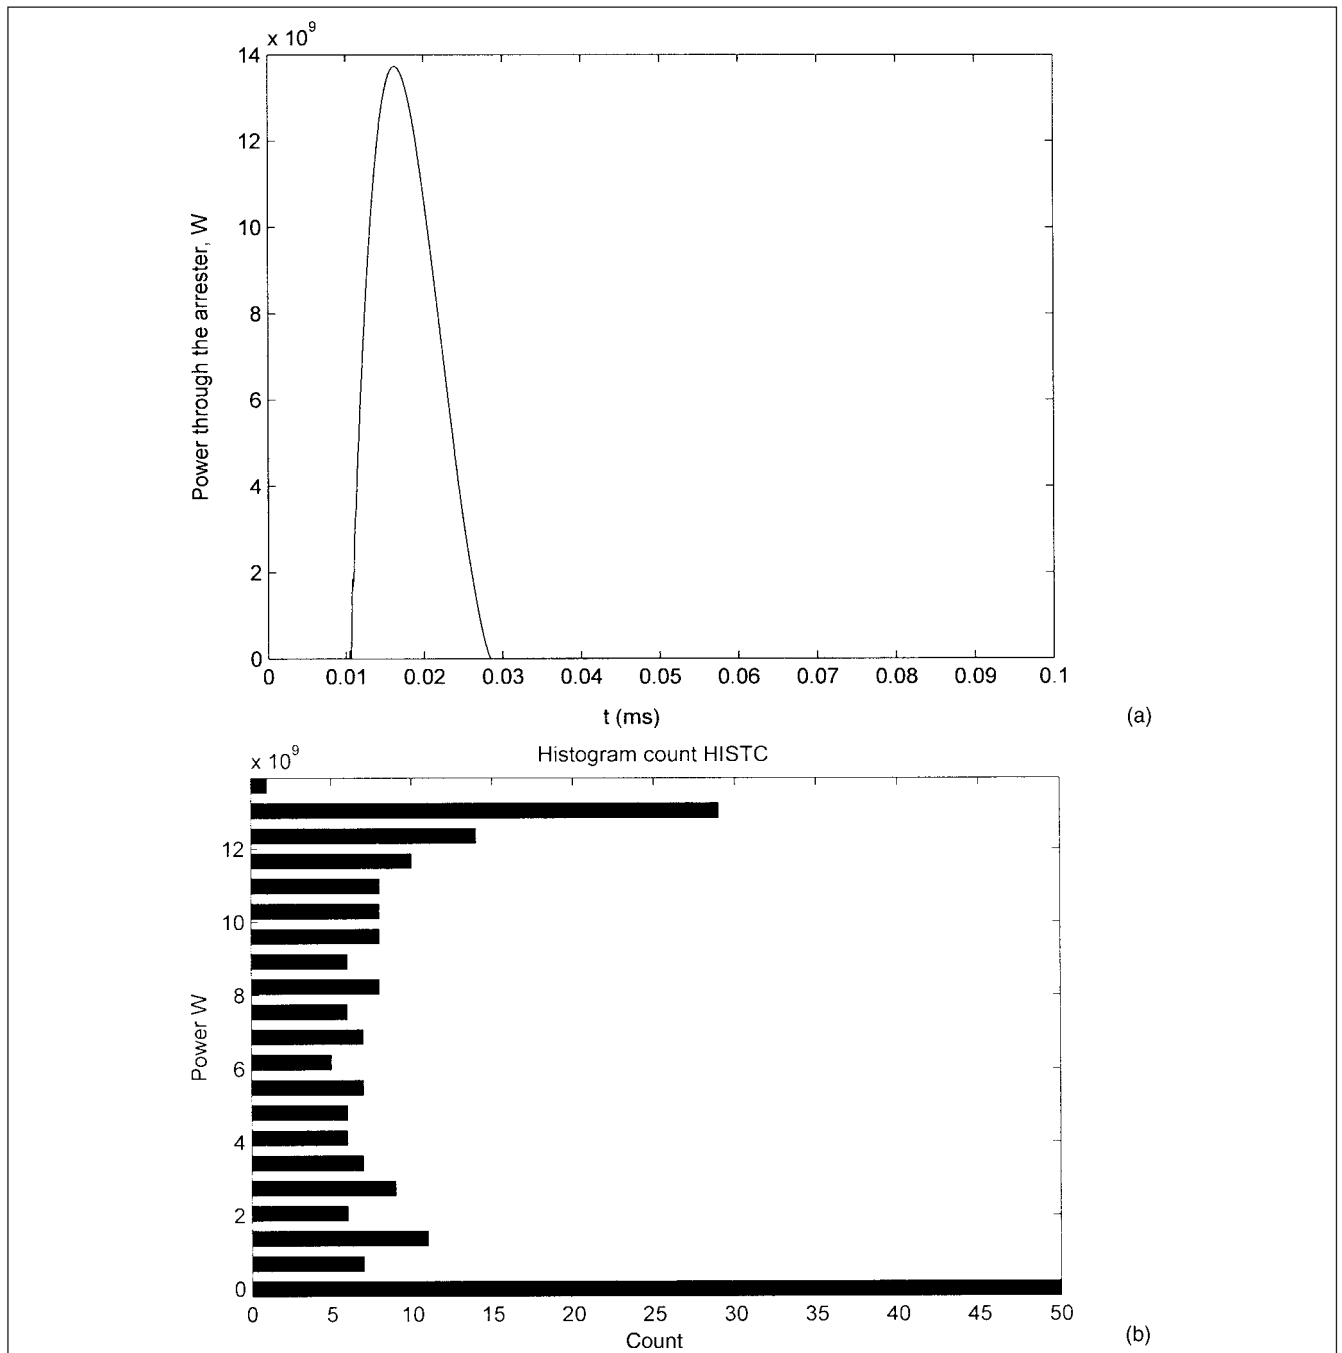 x 10^9
14
12
10
8
6
4
2
0
Power through the arrester, W
0 0.01 0.02 0.03 0.04 0.05 0.06 0.07 0.08 0.09 0.1
t (ms)
(a)
Histogram count HISTC
x 10^9
12
10
8
6
4
2
0
Power W
0 5 10 15 20 25 30 35 40 45 50
Count
(b)